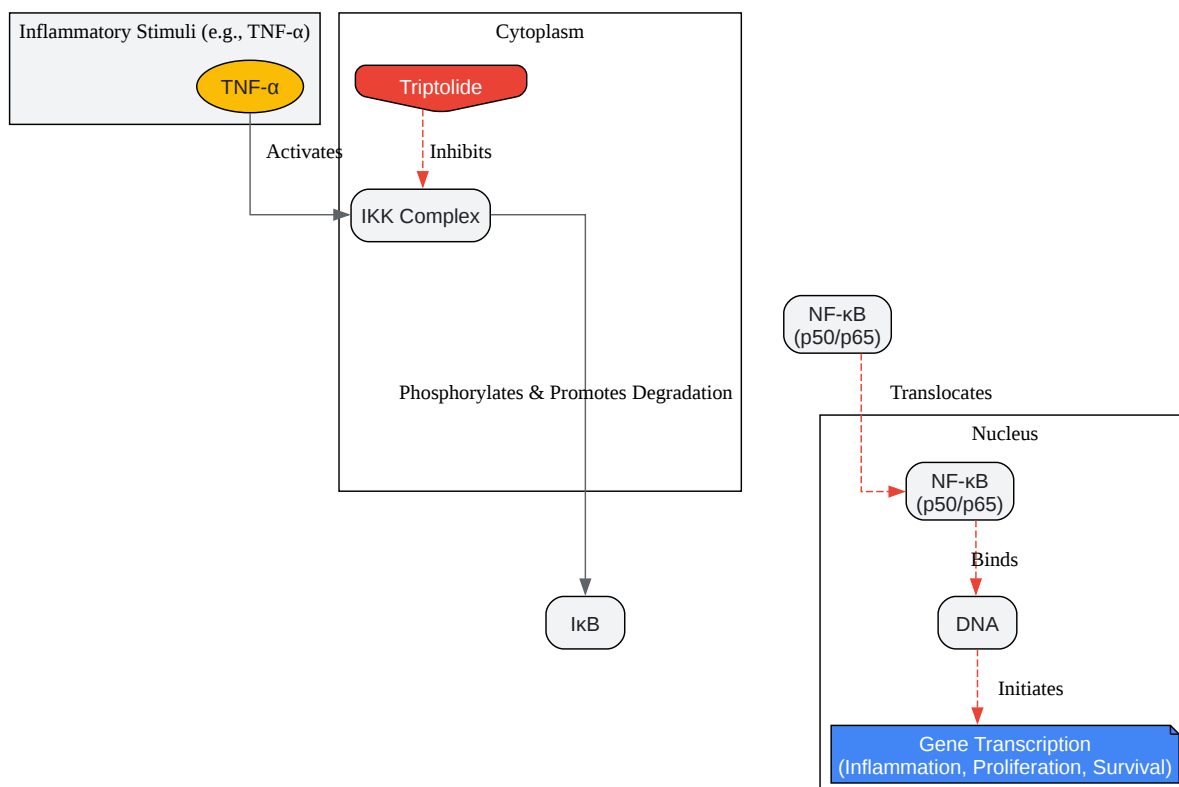 Inflammatory Stimuli (e.g., TNF-α)
TNF-α
Cytoplasm
Triptolide
Activates
Inhibits
IKK Complex
NF-κB
(p50/p65)
Phosphorylates & Promotes Degradation
Translocates
Nucleus
NF-κB
(p50/p65)
Binds
IκB
DNA
Initiates
Gene Transcription
(Inflammation, Proliferation, Survival)